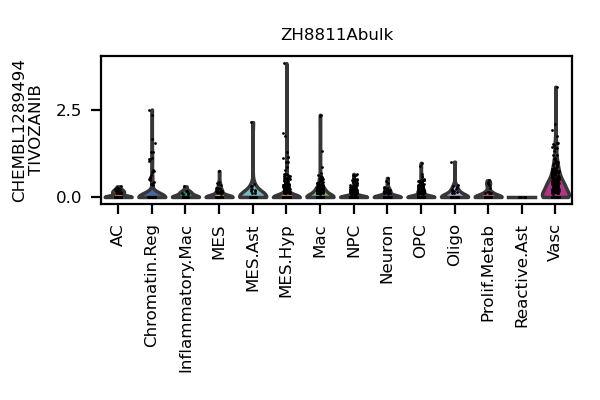 ZH8811Abulk
CHEMBL1289494
TIVOZANIB
2.5
0.0
AC
Chromatin.Reg
Inflammatory.Mac
MES
MES.Ast
MES.Hyp
Mac
NPC
Neuron
OPC
Oligo
Prolif.Metab
Reactive.Ast
Vasc